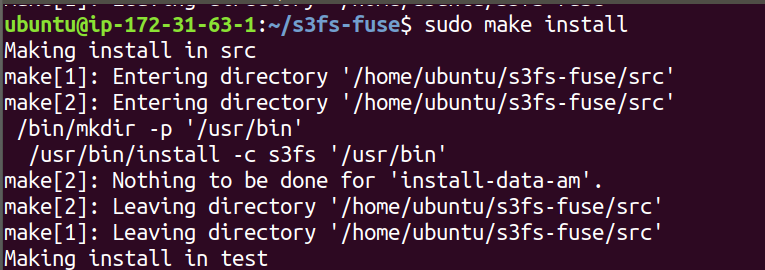 ubuntu@ip-172-31-63-1:~/s3fs-fuse$ sudo make install
Making install in src
make[1]: Entering directory '/home/ubuntu/s3fs-fuse/src'
make[2]: Entering directory '/home/ubuntu/s3fs-fuse/src'
 /bin/mkdir -p '/usr/bin'
  /usr/bin/install -c s3fs '/usr/bin'
make[2]: Nothing to be done for 'install-data-am'.
make[2]: Leaving directory '/home/ubuntu/s3fs-fuse/src'
make[1]: Leaving directory '/home/ubuntu/s3fs-fuse/src'
Making install in test